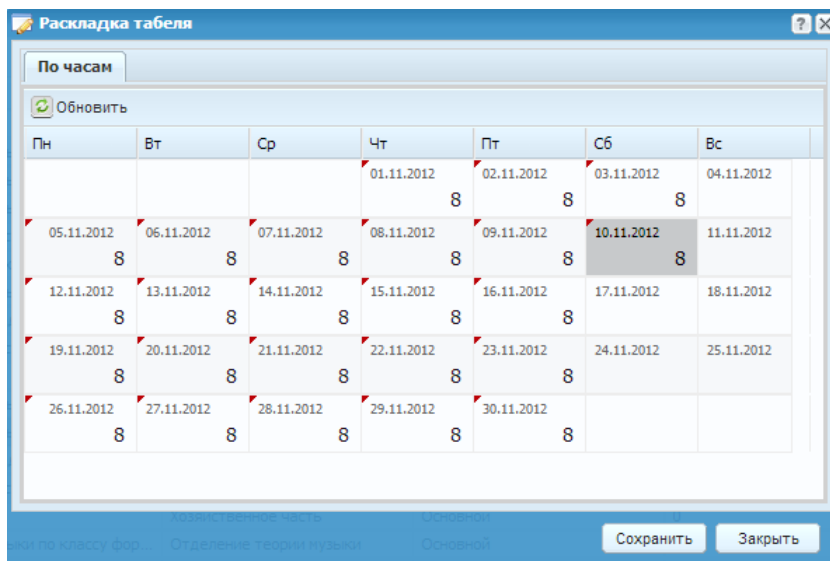 Раскладка табеля
По часам
Обновить
Пн Вт Ср Чт Пт Сб Вс
01.11.2012 02.11.2012 03.11.2012 04.11.2012
8 8 8
05.11.2012 06.11.2012 07.11.2012 08.11.2012 09.11.2012 10.11.2012 11.11.2012
8 8 8 8 8 8
12.11.2012 13.11.2012 14.11.2012 15.11.2012 16.11.2012 17.11.2012 18.11.2012
8 8 8 8 8
19.11.2012 20.11.2012 21.11.2012 22.11.2012 23.11.2012 24.11.2012 25.11.2012
8 8 8 8 8
26.11.2012 27.11.2012 28.11.2012 29.11.2012 30.11.2012
8 8 8 8 8
Хозяйственное часть Основной 0
по классу фор... Отделение теории музыки Основной
Сохранить Закрыть